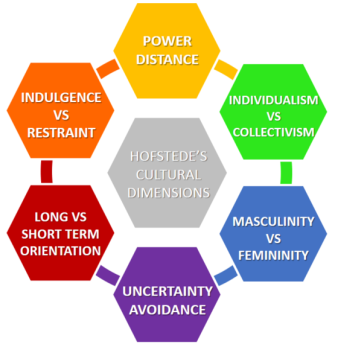 POWER
DISTANCE
INDIVIDUALISM
VS
COLLECTIVISM
MASCULINITY
VS
FEMININITY
UNCERTAINTY
AVOIDANCE
LONG VS
SHORT TERM
ORIENTATION
INDULGENCE
VS
RESTRAINT
HOFSTEDE'S
CULTURAL
DIMENSIONS